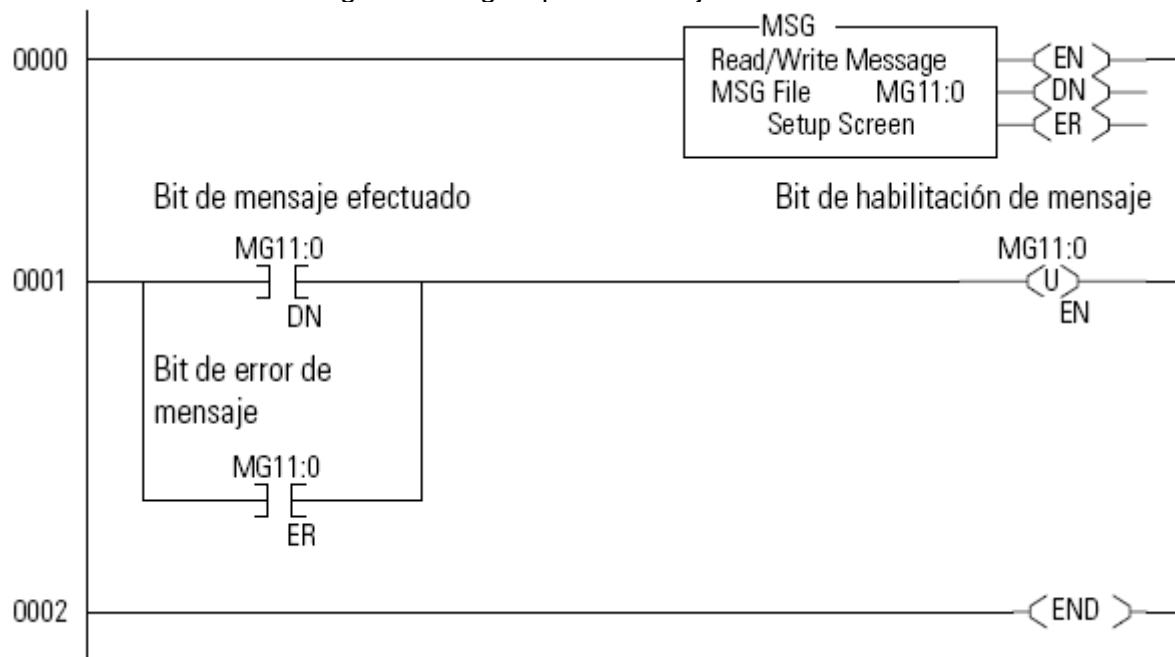 MSG
0000
Read/Write Message
MSG File MG11:0
Setup Screen
EN
DN
ER
Bit de mensaje efectuado
Bit de habilitación de mensaje
MG11:0
MG11:0
0001
U
DN
EN
Bit de error de
mensaje
MG11:0
ER
0002
END